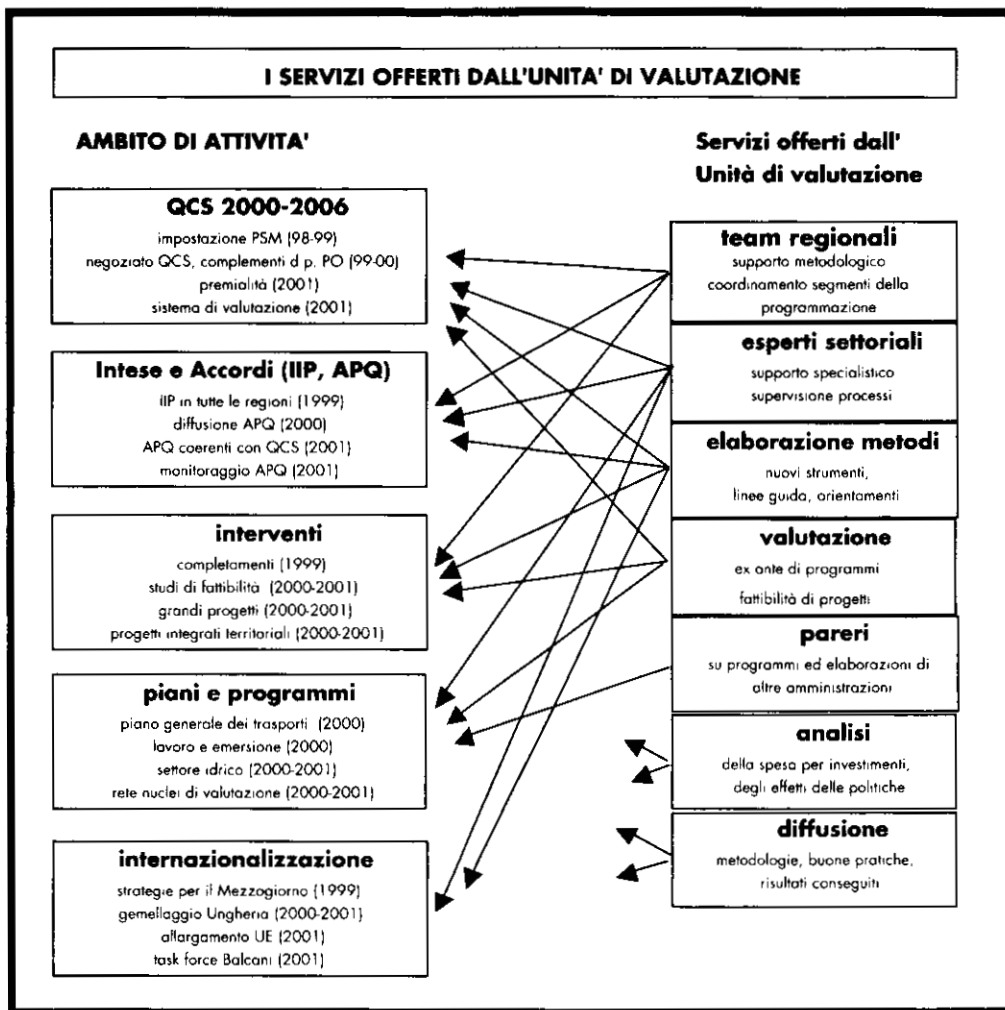 I SERVIZI OFFERTI DALL'UNITA' DI VALUTAZIONE
AMBITO DI ATTIVITA'
QCS 2000-2006
impostazione PSM (98-99)
negoziato QCS, complementi d p. PO (99-00)
premialità (2001)
sistema di valutazione (2001)
Intese e Accordi (IIP, APQ)
IIP in tutte le regioni (1999)
diffusione APQ (2000)
APQ coerenti con QCS (2001)
monitoraggio APQ (2001)
interventi
completamenti (1999)
studi di fattibilità (2000-2001)
grandi progetti (2000-2001)
progetti integrati territoriali (2000-2001)
piani e programmi
piano generale dei trasporti (2000)
lavoro e emersione (2000)
settore idrico (2000-2001)
rete nuclei di valutazione (2000-2001)
internazionalizzazione
strategie per il Mezzogiorno (1999)
gemellaggio Ungheria (2000-2001)
allargamento UE (2001)
task force Balcani (2001)
Servizi offerti dall'
Unità di valutazione
team regionali
supporto metodologico
coordinamento segmenti della
programmazione
esperti settoriali
supporto specialistico
supervisione processi
elaborazione metodi
nuovi strumenti,
linee guida, orientamenti
valutazione
ex ante di programmi
fattibilità di progetti
pareri
su programmi ed elaborazioni di
altre amministrazioni
analisi
della spesa per investimenti,
degli effetti delle politiche
diffusione
metodologie, buone pratiche,
risultati conseguiti